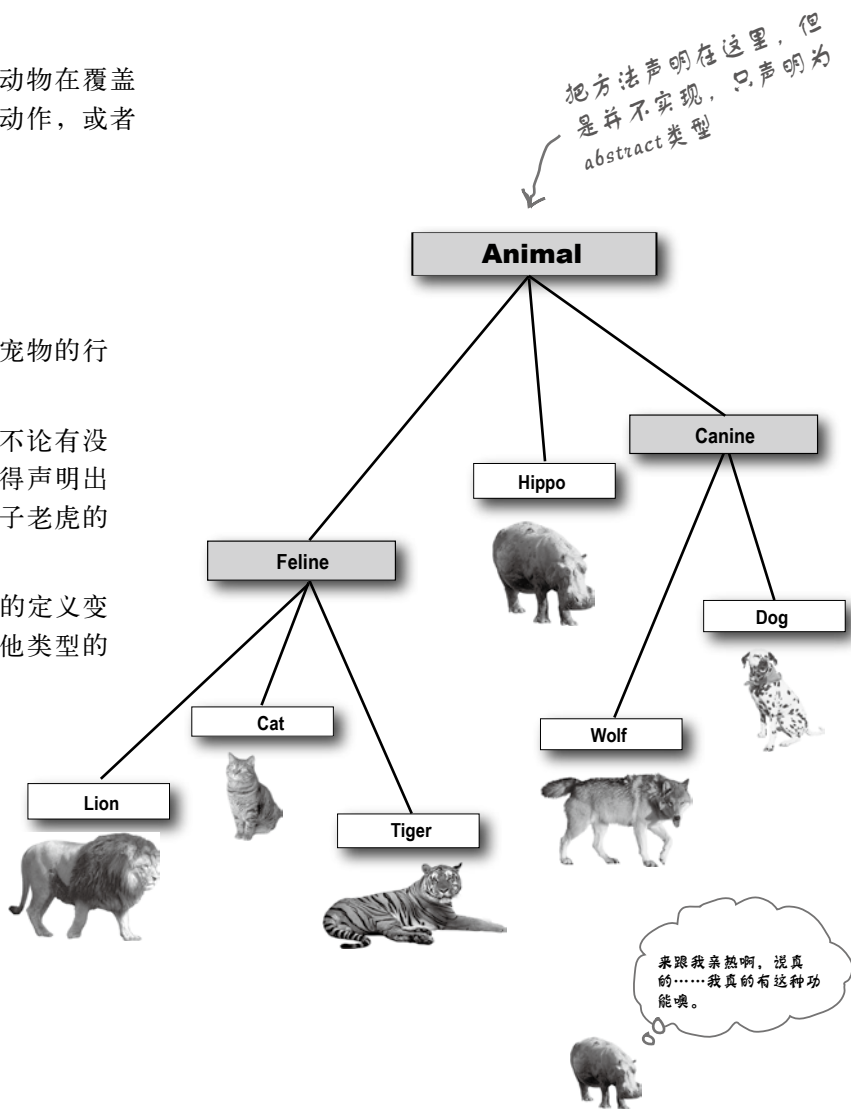 动物在覆盖
动作，或者
宠物的行
不论有没
得声明出
子老虎的
的定义变
他类型的
把方法声明在这里，但
是并不实现，只声明为
abstract类型
Animal
Canine
Hippo
Feline
Dog
Cat
Wolf
Lion
Tiger
来跟我亲热啊，说真
的……我真的有这种功
能噢。